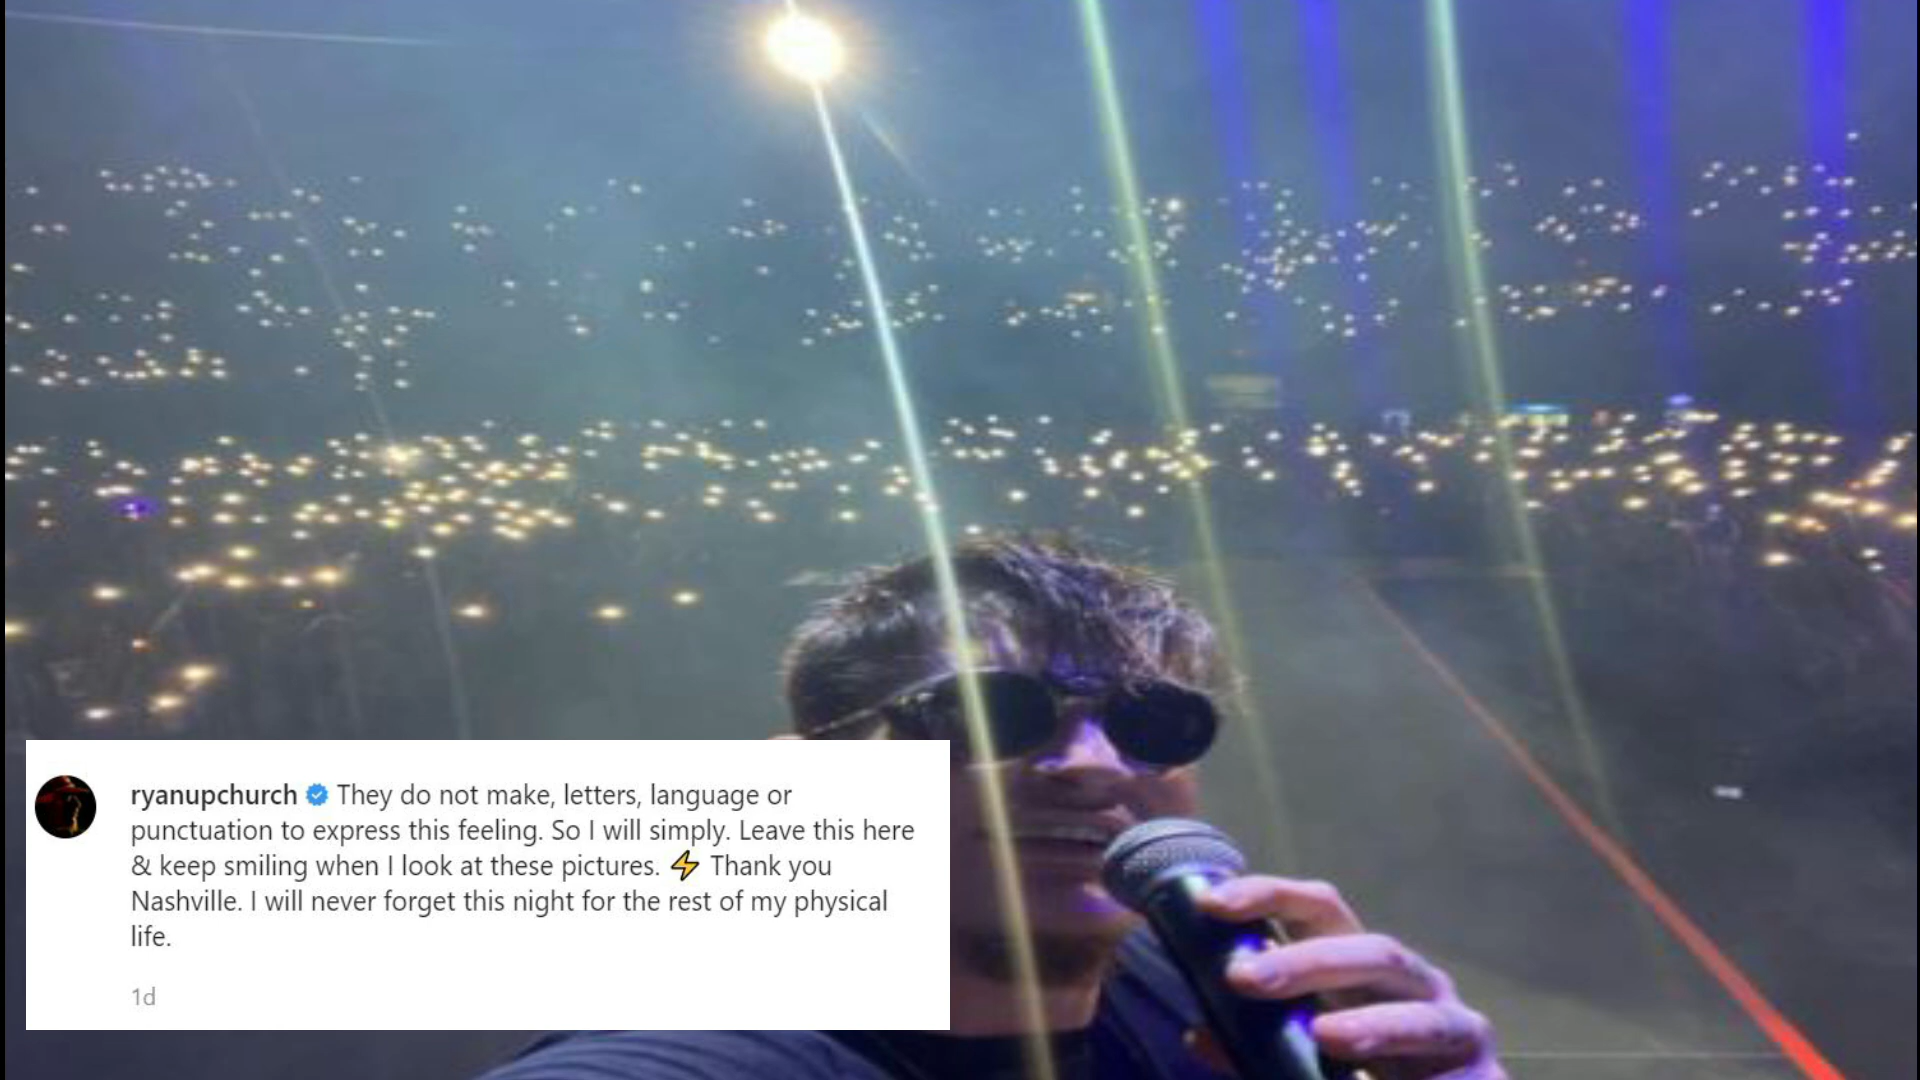 ryanupchurch They do not make, letters, language or
punctuation to express this feeling. So I will simply. Leave this here
& keep smiling when I look at these pictures. ⚡ Thank you
Nashville. I will never forget this night for the rest of my physical
life.
1d